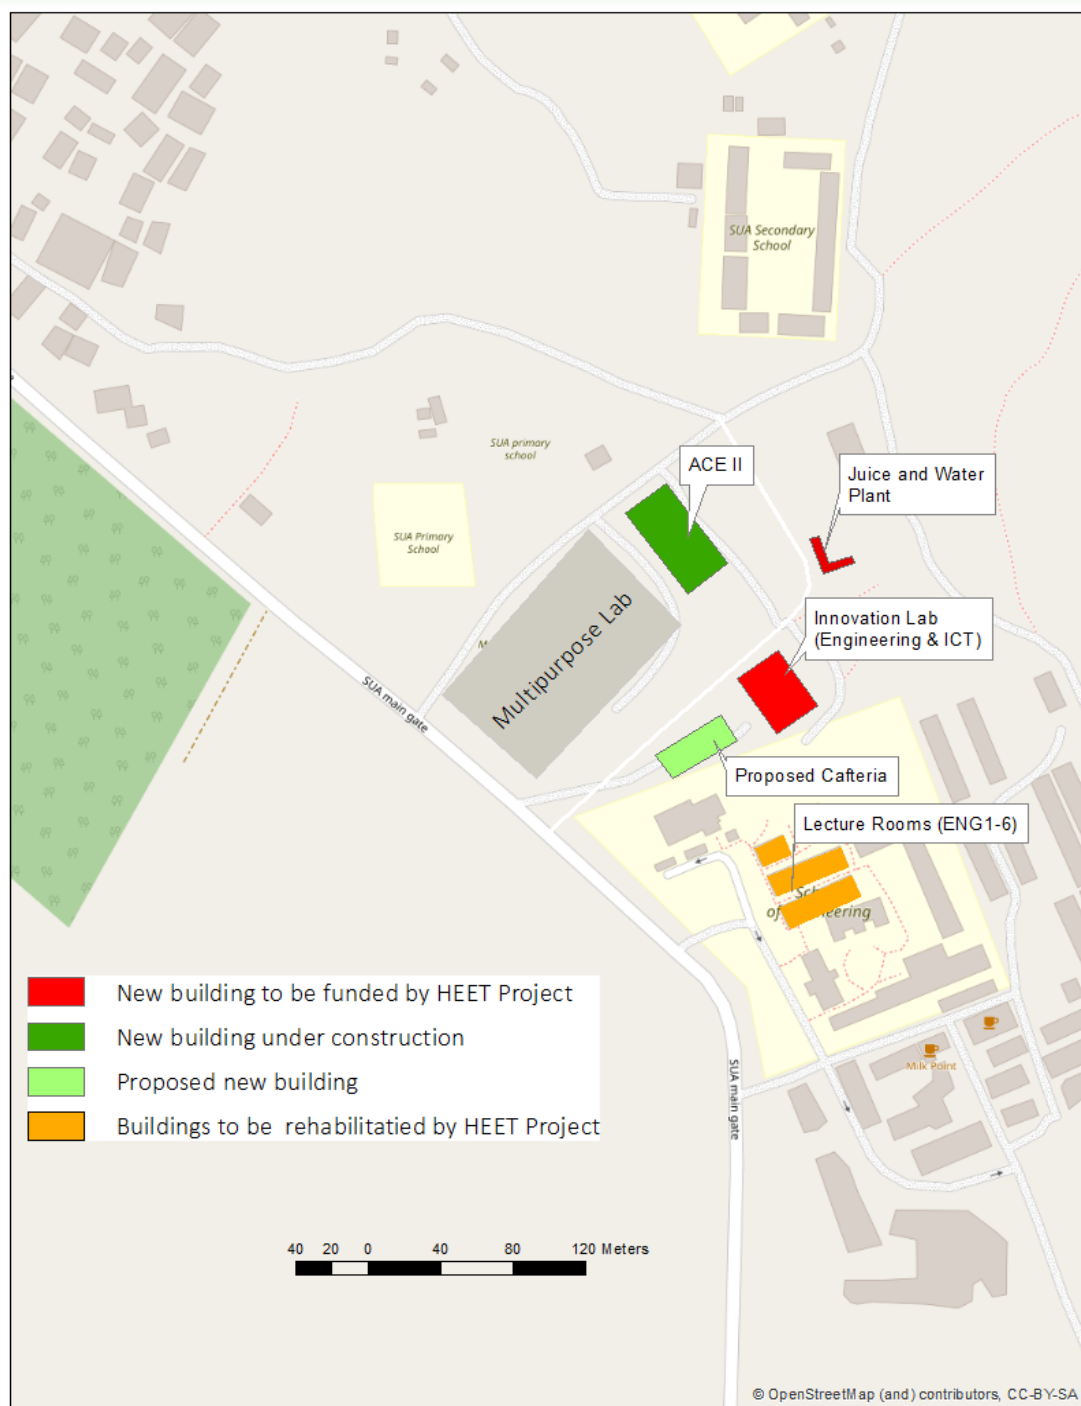 SUA Secondary
School
SUA primary
school
ACE II
Juice and Water
Plant
SUA Primary
School
Innovation Lab
(Engineering & ICT)
M
Multipurpose Lab
SUA main gate
Proposed Cafteria
Lecture Rooms (ENG1-6)
Sch
of
neering
New building to be funded by HEET Project
New building under construction
Proposed new building
Buildings to be rehabilitatied by HEET Project
Milk Point
SUA main gate
40 20 0 40 80 120 Meters
© OpenStreetMap (and) contributors, CC-BY-SA